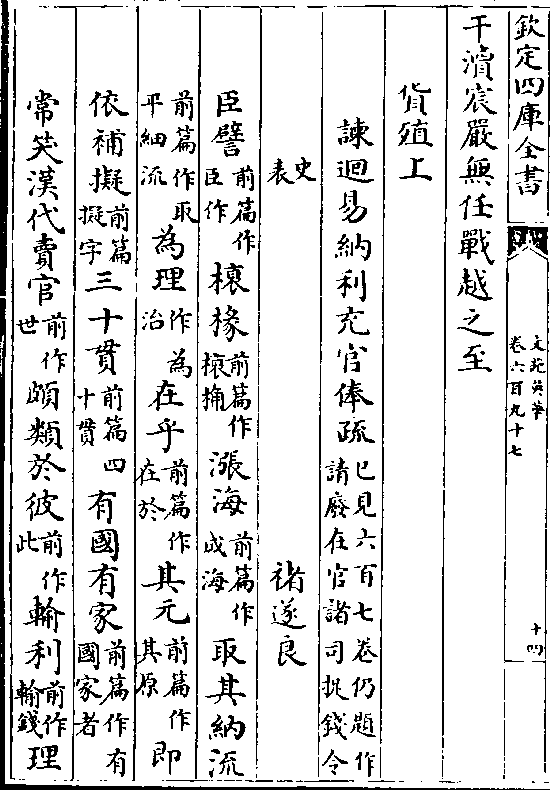 欽定四庫全書
文苑英華
卷六百九十七
十四
干瀆宸嚴無任戰越之至
貨殖上
諫迴易納利充官俸疏已見六百七卷仍題作請廢在官諸司捉錢令
史表
褚遂良
臣譬前篇作臣作榱椽前篇作榱桷漲海前篇作成海取其納流
前篇作取平細流為理作為治在乎前篇作在於其元前篇作其原即
依補擬前篇擬字三十貫前篇四十貫有國有家前篇作有國家者
常笑漢代賣官前作世頗類於彼前作此輸利前作輸錢理